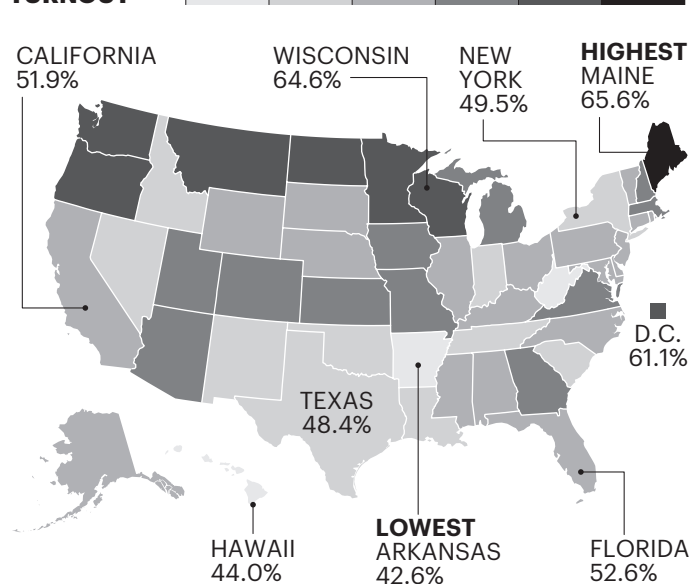 TURNOUT
CALIFORNIA
51.9%
WISCONSIN
64.6%
NEW
YORK
49.5%
HIGHEST
MAINE
65.6%
D.C.
61.1%
TEXAS
48.4%
HAWAII
44.0%
LOWEST
ARKANSAS
42.6%
FLORIDA
52.6%